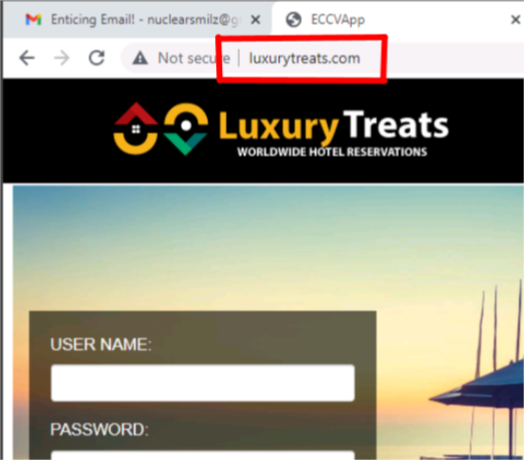 Enticing Email! - nuclearsmilz@g
ECCVApp
Not secure
luxurytreats.com
Luxury Treats
WORLDWIDE HOTEL RESERVATIONS
USER NAME:
PASSWORD: